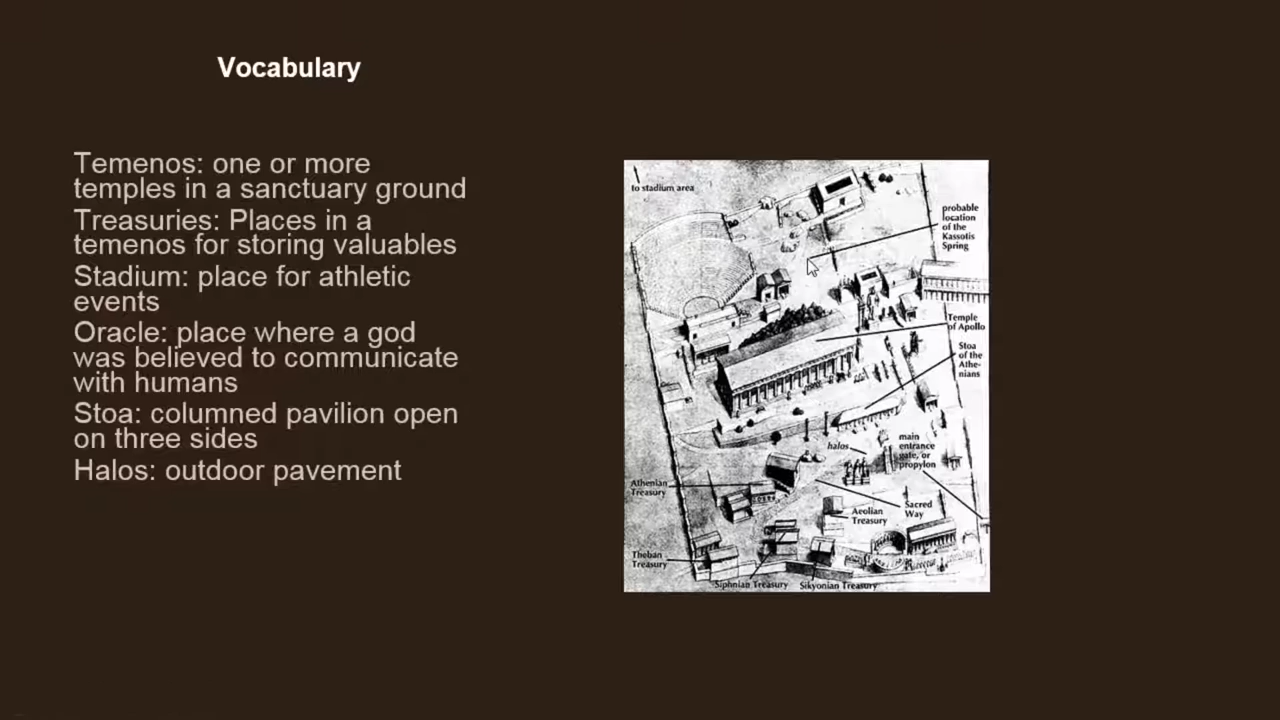 Vocabulary
Temenos: one or more
temples in a sanctuary ground
Treasuries: Places in a
temenos for storing valuables
Stadium: place for athletic
events
Oracle: place where a god
was believed to communicate
with humans
Stoa: columned pavilion open
on three sides
Halos: outdoor pavement
to stadium area
probable
location
of the
Kassotis
Spring
Temple
of Apollo
Stoa
of the
Athe-
nians
halos
main
entrance
gate, or
propylon
Athenian
Treasury
Sacred
Way
Aeolian
Treasury
Theban
Treasury
Siphnian Treasury
Sikyonian Treasury